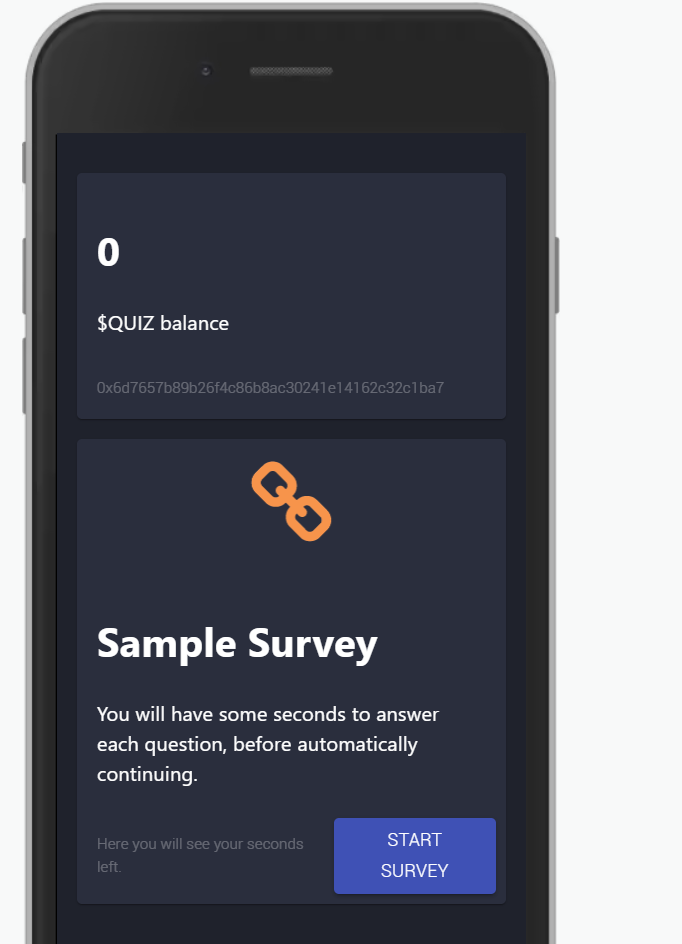 0
$QUIZ balance
0x6d7657b89b26f4c86b8ac30241e14162c32c1ba7
Sample Survey
You will have some seconds to answer
each question, before automatically
continuing.
Here you will see your seconds
left.
START
SURVEY